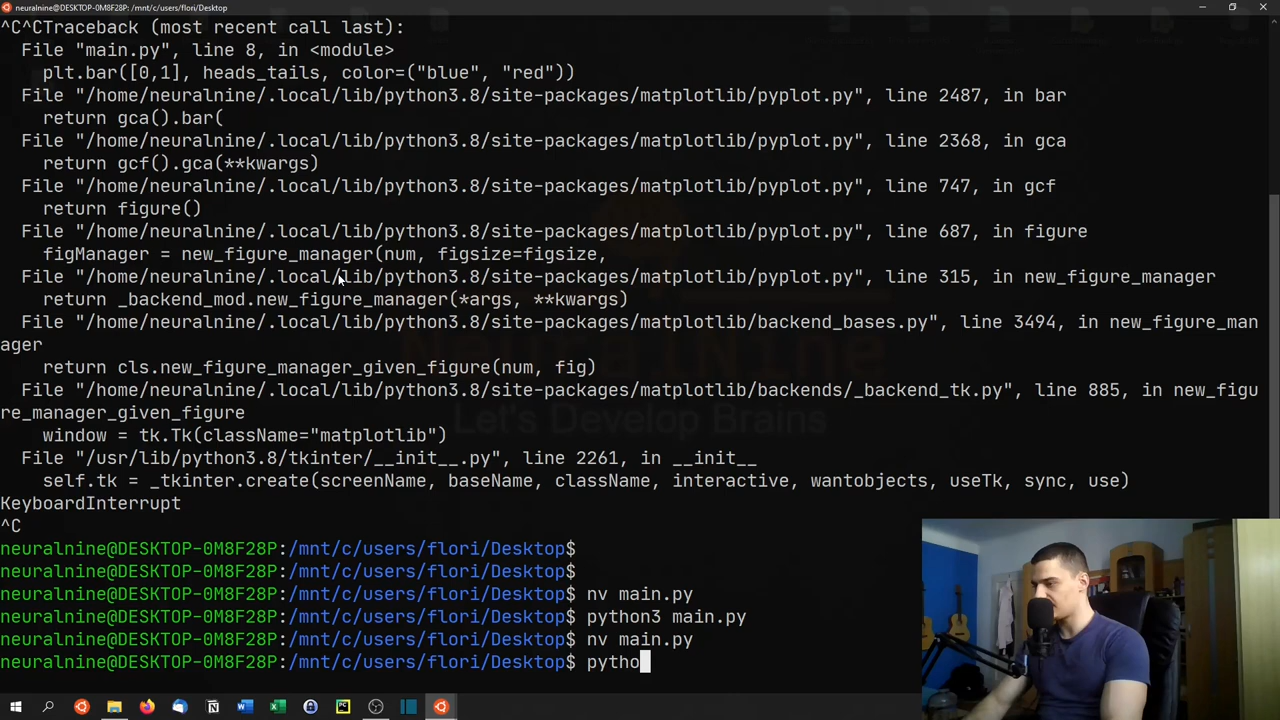 neuralnine@DESKTOP-0M8F28P: /mnt/c/users/flori/Desktop
^C^CTraceback (most recent call last):
  File "main.py", line 8, in <module>
    plt.bar([0,1], heads_tails, color=("blue", "red"))
  File "/home/neuralnine/.local/lib/python3.8/site-packages/matplotlib/pyplot.py", line 2487, in bar
    return gca().bar(
  File "/home/neuralnine/.local/lib/python3.8/site-packages/matplotlib/pyplot.py", line 2368, in gca
    return gcf().gca(**kwargs)
  File "/home/neuralnine/.local/lib/python3.8/site-packages/matplotlib/pyplot.py", line 747, in gcf
    return figure()
  File "/home/neuralnine/.local/lib/python3.8/site-packages/matplotlib/pyplot.py", line 687, in figure
    figManager = new_figure_manager(num, figsize=figsize,
  File "/home/neuralnine/.local/lib/python3.8/site-packages/matplotlib/pyplot.py", line 315, in new_figure_manager
    return _backend_mod.new_figure_manager(*args, **kwargs)
  File "/home/neuralnine/.local/lib/python3.8/site-packages/matplotlib/backend_bases.py", line 3494, in new_figure_man
ager
    return cls.new_figure_manager_given_figure(num, fig)
  File "/home/neuralnine/.local/lib/python3.8/site-packages/matplotlib/backends/_backend_tk.py", line 885, in new_figu
re_manager_given_figure
    window = tk.Tk(className="matplotlib")
  File "/usr/lib/python3.8/tkinter/__init__.py", line 2261, in __init__
    self.tk = _tkinter.create(screenName, baseName, className, interactive, wantobjects, useTk, sync, use)
KeyboardInterrupt
^C
neuralnine@DESKTOP-0M8F28P:/mnt/c/users/flori/Desktop$
neuralnine@DESKTOP-0M8F28P:/mnt/c/users/flori/Desktop$
neuralnine@DESKTOP-0M8F28P:/mnt/c/users/flori/Desktop$ nv main.py
neuralnine@DESKTOP-0M8F28P:/mnt/c/users/flori/Desktop$ python3 main.py
neuralnine@DESKTOP-0M8F28P:/mnt/c/users/flori/Desktop$ nv main.py
neuralnine@DESKTOP-0M8F28P:/mnt/c/users/flori/Desktop$ pytho
NeuralNine
Let's Develop Brains